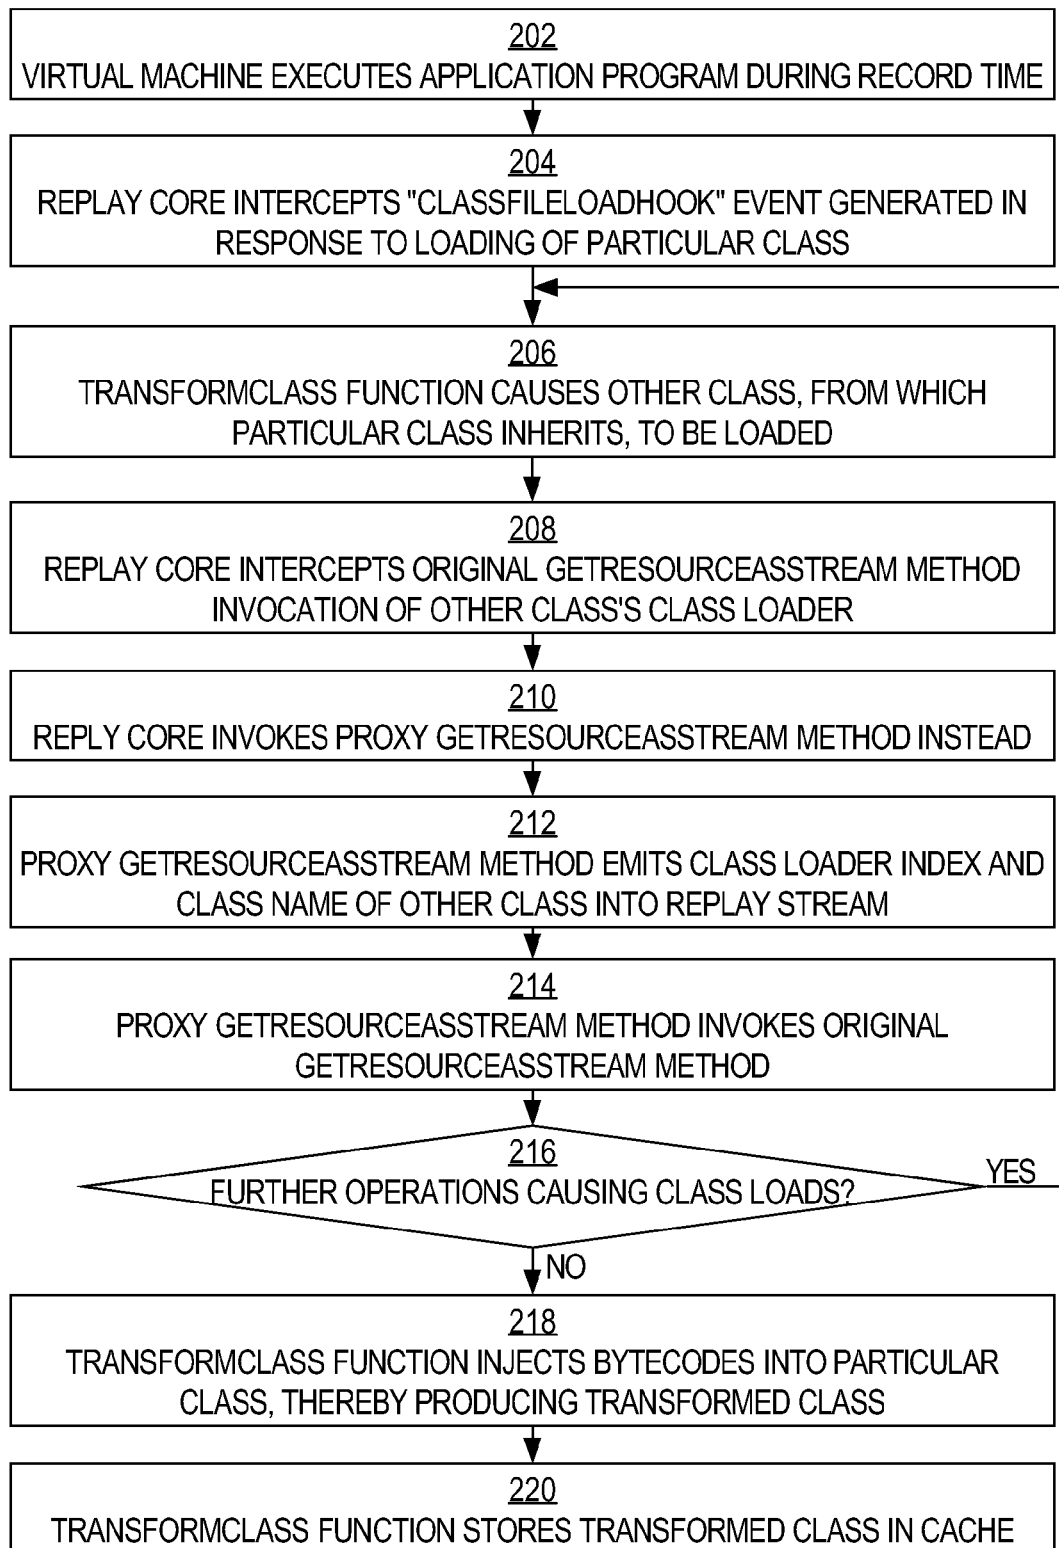 202
VIRTUAL MACHINE EXECUTES APPLICATION PROGRAM DURING RECORD TIME
204
REPLAY CORE INTERCEPTS "CLASSFILELOADHOOK" EVENT GENERATED IN
RESPONSE TO LOADING OF PARTICULAR CLASS
206
TRANSFORMCLASS FUNCTION CAUSES OTHER CLASS, FROM WHICH
PARTICULAR CLASS INHERITS, TO BE LOADED
208
REPLAY CORE INTERCEPTS ORIGINAL GETRESOURCEASSTREAM METHOD
INVOCATION OF OTHER CLASS'S CLASS LOADER
210
REPLY CORE INVOKES PROXY GETRESOURCEASSTREAM METHOD INSTEAD
212
PROXY GETRESOURCEASSTREAM METHOD EMITS CLASS LOADER INDEX AND
CLASS NAME OF OTHER CLASS INTO REPLAY STREAM
214
PROXY GETRESOURCEASSTREAM METHOD INVOKES ORIGINAL
GETRESOURCEASSTREAM METHOD
216
FURTHER OPERATIONS CAUSING CLASS LOADS?
YES
NO
218
TRANSFORMCLASS FUNCTION INJECTS BYTECODES INTO PARTICULAR
CLASS, THEREBY PRODUCING TRANSFORMED CLASS
220
TRANSFORMCLASS FUNCTION STORES TRANSFORMED CLASS IN CACHE